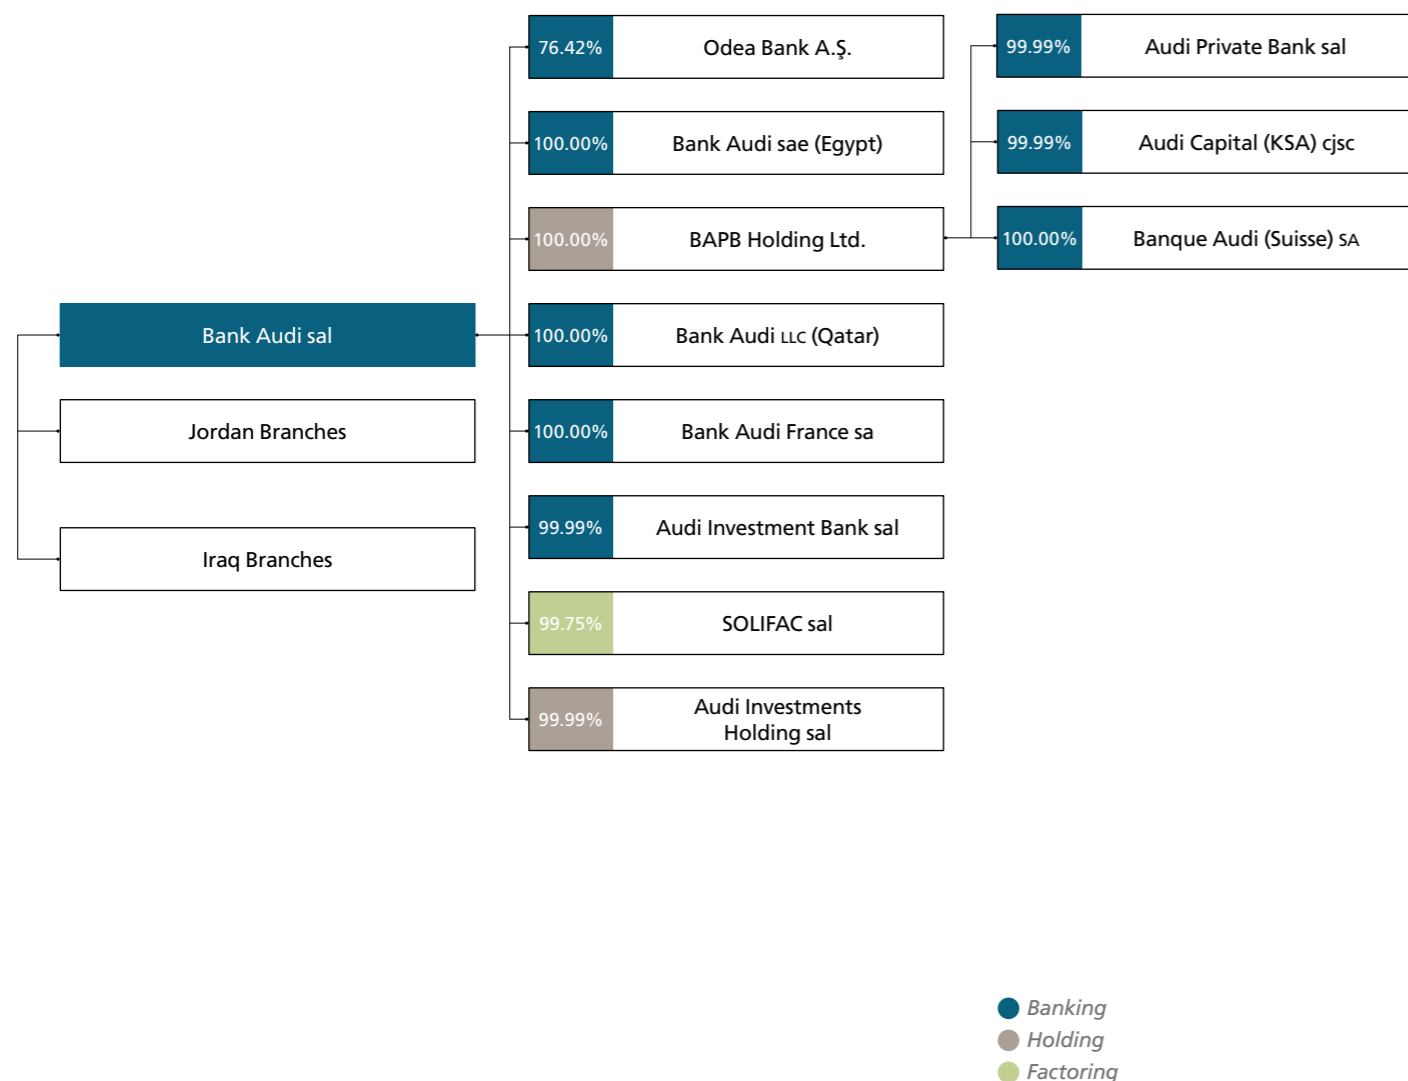 76.42%
Odea Bank A.Ş.
99.99%
Audi Private Bank sal
100.00%
Bank Audi sae (Egypt)
99.99%
Audi Capital (KSA) cjsc
100.00%
BAPB Holding Ltd.
100.00%
Banque Audi (Suisse) SA
Bank Audi sal
100.00%
Bank Audi LLC (Qatar)
Jordan Branches
100.00%
Bank Audi France sa
99.99%
Audi Investment Bank sal
Iraq Branches
99.75%
SOLIFAC sal
99.99%
Audi Investments
Holding sal
Banking
Holding
Factoring